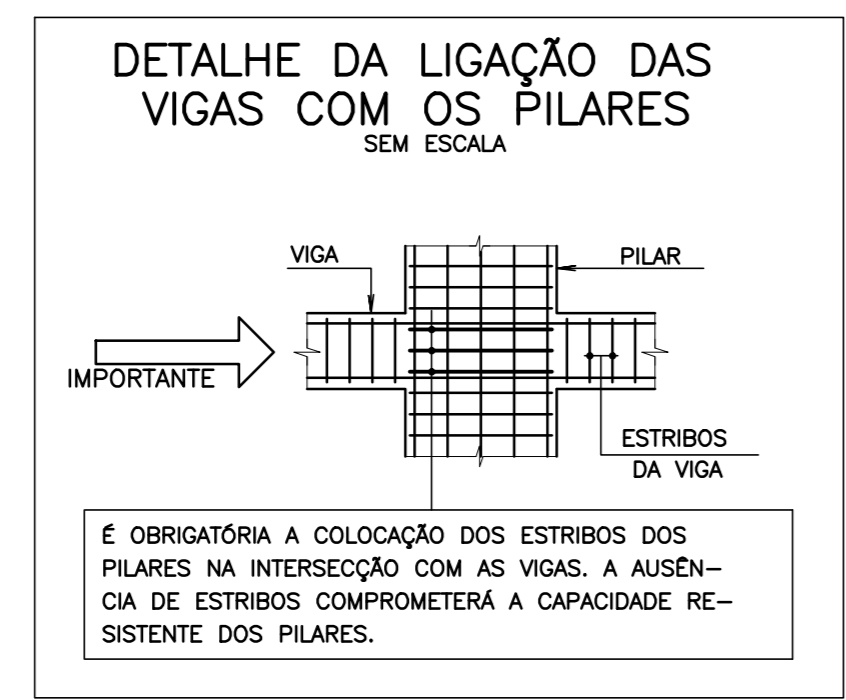 DETALHE DA LIGAÇÃO DAS
VIGAS COM OS PILARES
SEM ESCALA
VIGA
PILAR
IMPORTANTE
ESTRIBOS
DA VIGA
É OBRIGATÓRIA A COLOCAÇÃO DOS ESTRIBOS DOS
PILARES NA INTERSECÇÃO COM AS VIGAS. A AUSÊN–
CIA DE ESTRIBOS COMPROMETERÁ A CAPACIDADE RE–
SISTENTE DOS PILARES.